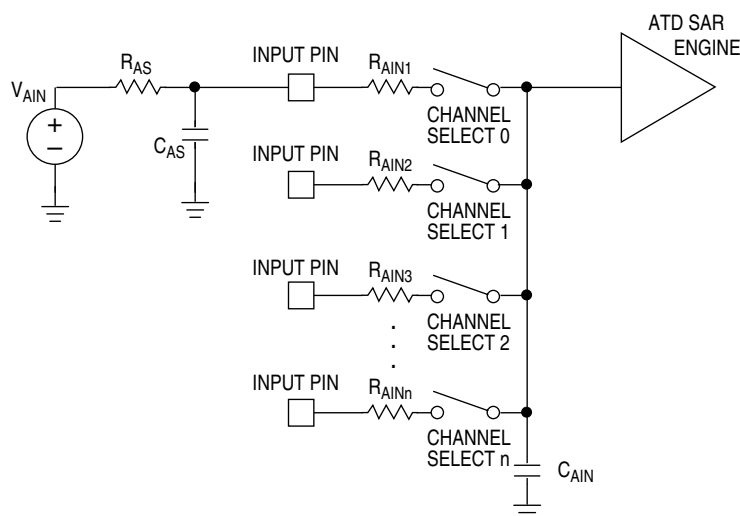 ATD SAR
ENGINE
INPUT PIN
R_AS
R_AIN1
V_AIN
+
–
C_AS
CHANNEL
SELECT 0
INPUT PIN
R_AIN2
CHANNEL
SELECT 1
INPUT PIN
R_AIN3
CHANNEL
SELECT 2
.
.
.
INPUT PIN
R_AINn
CHANNEL
SELECT n
C_AIN